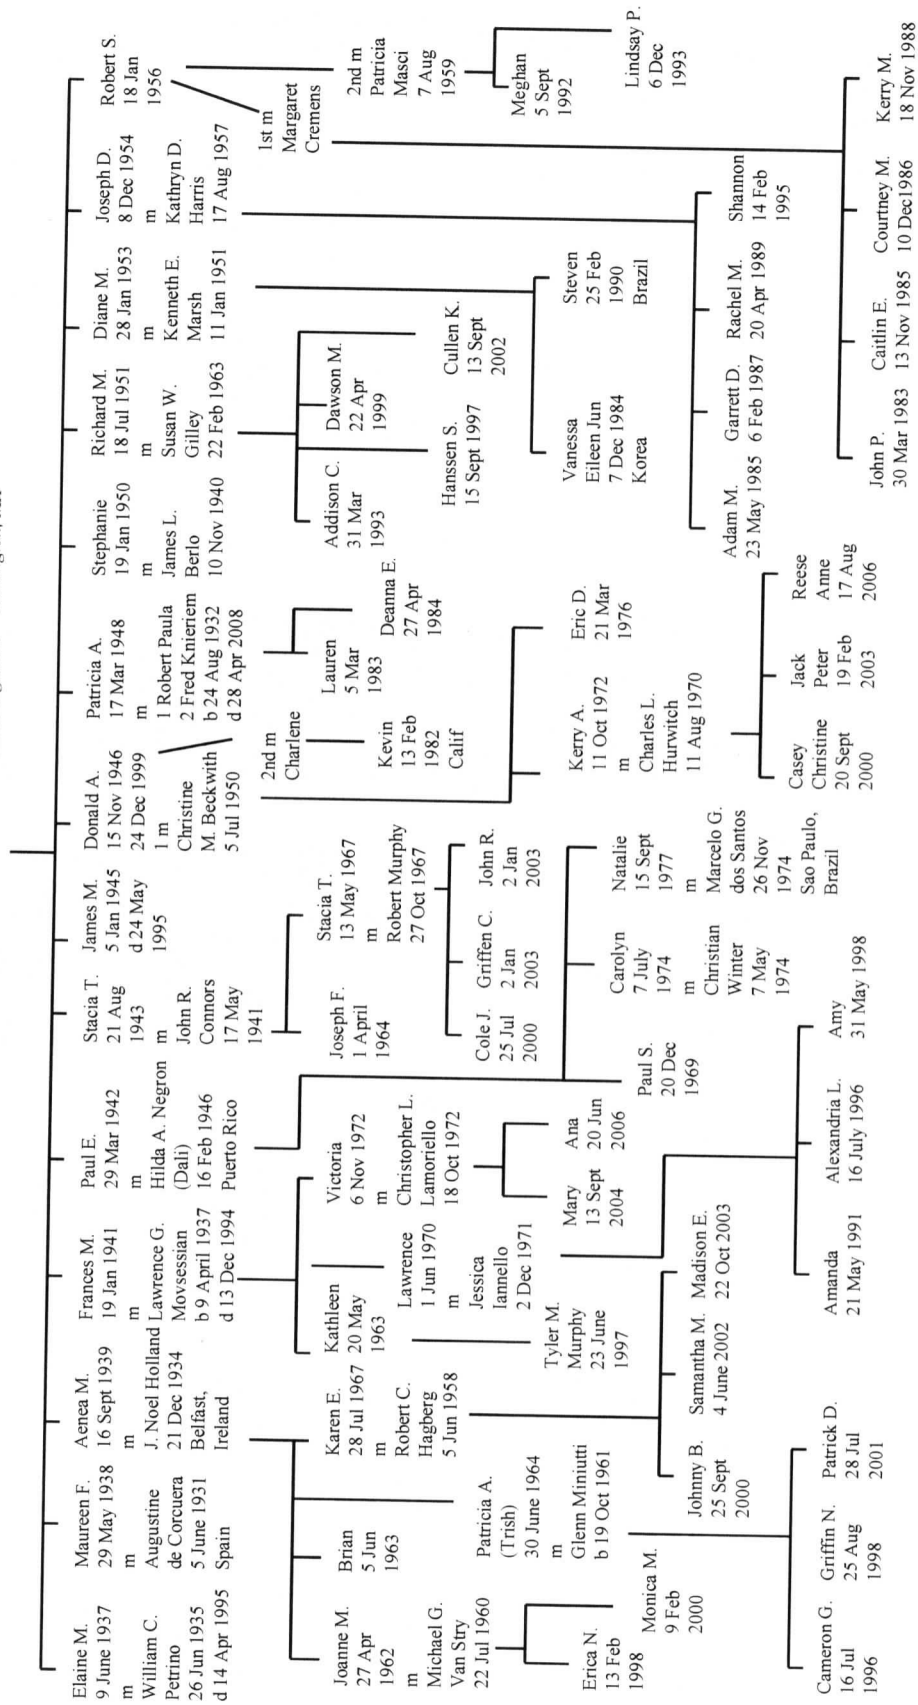 Elaine M.
9 June 1937
m
William C.
Petrino
26 Jun 1935
d 14 Apr 1995
Maureen F.
29 May 1938
m
Augustine
de Corcuera
5 June 1931
Spain
Aenea M.
16 Sept 1939
m
J. Noel Holland
21 Dec 1934
Belfast,
Ireland
Frances M.
19 Jan 1941
m
Lawrence G.
Movsessian
b 9 April 1937
d 13 Dec 1994
Paul E.
29 Mar 1942
m
Hilda A. Negron
(Dali)
16 Feb 1946
Puerto Rico
Stacia T.
21 Aug
1943
m
John R.
Connors
17 May
1941
James M.
5 Jan 1945
d 24 May
1995
Donald A.
15 Nov 1946
24 Dec 1999
1 m
Christine
M. Beckwith
5 Jul 1950
2nd m
Charlene
Patricia A.
17 Mar 1948
m
1 Robert Paula
2 Fred Knieriem
b 24 Aug 1932
d 28 Apr 2008
Stephanie
19 Jan 1950
m
James L.
Berlo
10 Nov 1940
Richard M.
18 Jul 1951
m
Susan W.
Gilley
22 Feb 1963
Diane M.
28 Jan 1953
m
Kenneth E.
Marsh
11 Jan 1951
Joseph D.
8 Dec 1954
m
Kathryn D.
Harris
17 Aug 1957
Robert S.
18 Jan
1956
1st m
Margaret
Cremens
2nd m
Patricia
Masci
7 Aug
1959
Joanne M.
27 Apr
1962
m
Michael G.
Van Stry
22 Jul 1960
Brian
5 Jun
1963
Patricia A.
(Trish)
30 June 1964
m
Glenn Miniutti
b 19 Oct 1961
Karen E.
28 Jul 1967
m
Robert C.
Hagberg
5 Jun 1958
Kathleen
20 May
1963
Lawrence
1 Jun 1970
m
Jessica
Iannello
2 Dec 1971
Victoria
6 Nov 1972
m
Christopher L.
Lamoriello
18 Oct 1972
Joseph F.
1 April
1964
Stacia T.
13 May 1967
m
Robert Murphy
27 Oct 1967
Kevin
13 Feb
1982
Calif
Lauren
5 Mar
1983
Deanna E.
27 Apr
1984
Addison C.
31 Mar
1993
Hanssen S.
15 Sept 1997
Dawson M.
22 Apr
1999
Cullen K.
13 Sept
2002
Meghan
5 Sept
1992
Lindsay P.
6 Dec
1993
Erica N.
13 Feb
1998
Monica M.
9 Feb
2000
Tyler M.
Murphy
23 June
1997
Mary
13 Sept
2004
Ana
20 Jun
2006
Cole J.
25 Jul
2000
Griffen C.
2 Jan
2003
John R.
2 Jan
2003
Paul S.
20 Dec
1969
Carolyn
7 July
1974
m
Christian
Winter
7 May
1974
Natalie
15 Sept
1977
m
Marcelo G.
dos Santos
26 Nov
1974
Sao Paulo,
Brazil
Kerry A.
11 Oct 1972
m
Charles L.
Hurwitch
11 Aug 1970
Eric D.
21 Mar
1976
Vanessa
Eileen Jun
7 Dec 1984
Korea
Steven
25 Feb
1990
Brazil
Johnny B.
25 Sept
2000
Samantha M.
4 June 2002
Madison E.
22 Oct 2003
Casey
Christine
20 Sept
2000
Jack
Peter
19 Feb
2003
Reese
Anne
17 Aug
2006
Adam M.
23 May 1985
Garrett D.
6 Feb 1987
Rachel M.
20 Apr 1989
Shannon
14 Feb
1995
Cameron G.
16 Jul
1996
Griffin N.
25 Aug
1998
Patrick D.
28 Jul
2001
Amanda
21 May 1991
Alexandria L.
16 July 1996
Amy
31 May 1998
John P.
30 Mar 1983
Caitlin E.
13 Nov 1985
Courtney M.
10 Dec1986
Kerry M.
18 Nov 1988